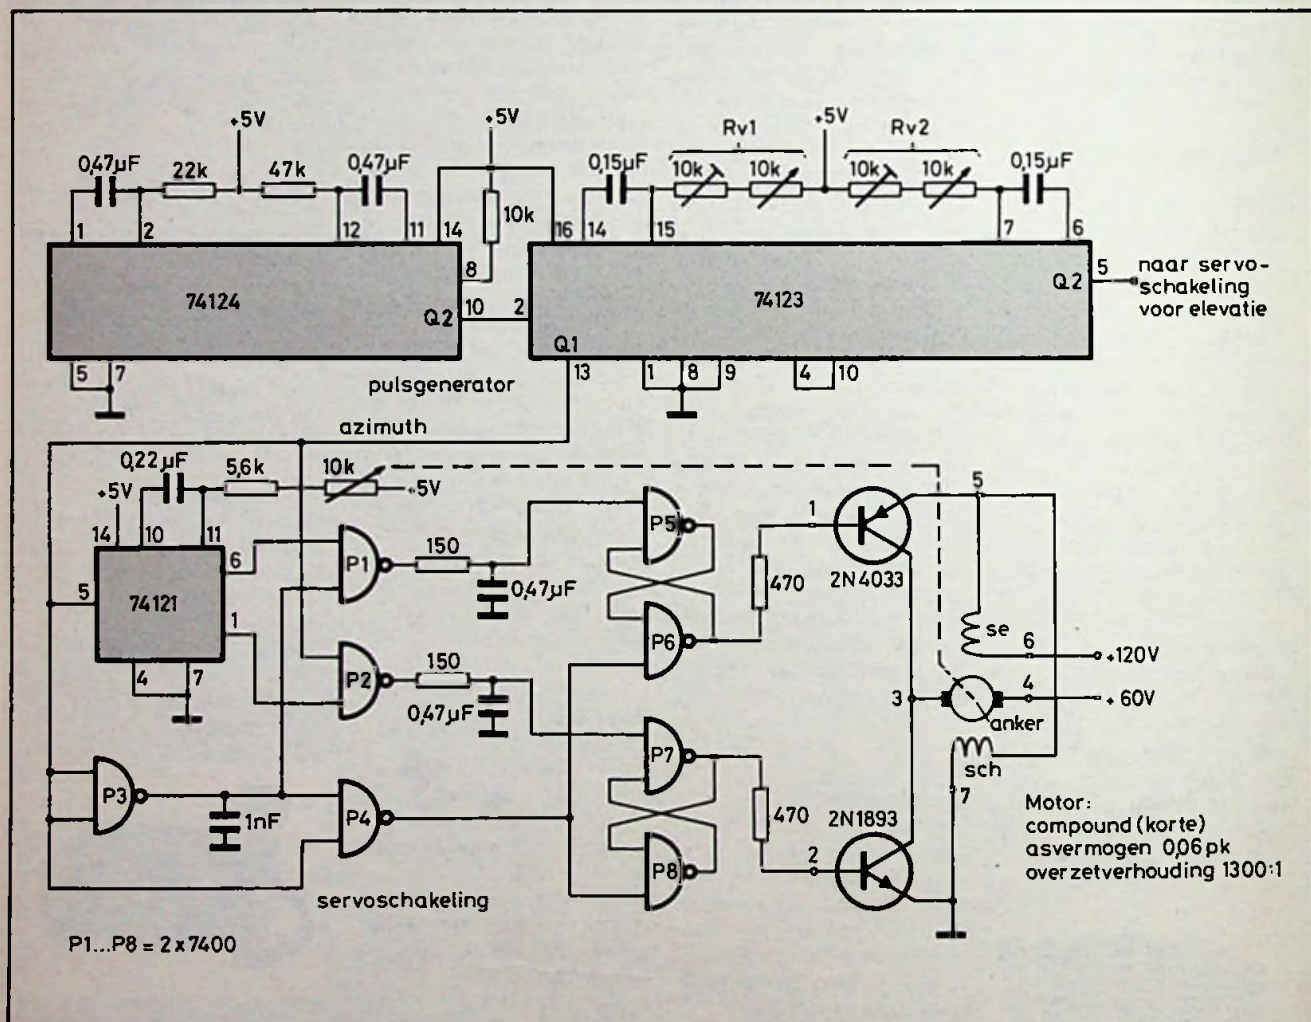 +5V
+5V
Rv1
+5V
Rv2
0,47µF
22k
47k
0,47µF
0,15µF
10k
10k
10k
10k
0,15µF
10k
1
2
12
11
14
16
14
15
7
6
8
74124
Q2
10
2
74123
Q2
5
naar servo-
schakeling
voor elevatie
Q1
5
7
pulsgenerator
13
1
8
9
4
10
azimuth
0,22µF
5,6k
10k
+5V
+5V
14
10
11
6
5
74121
1
4
7
P1
150
0,47µF
P2
150
0,47µF
P3
1nF
P4
P5
P6
P7
P8
1
470
2N4033
5
se
6
+120V
3
4
+60V
anker
sch
7
470
2N1893
2
Motor:
compound (korte)
asvermogen 0,06 pk
overzetverhouding 1300:1
servoschakeling
P1...P8 = 2 x 7400